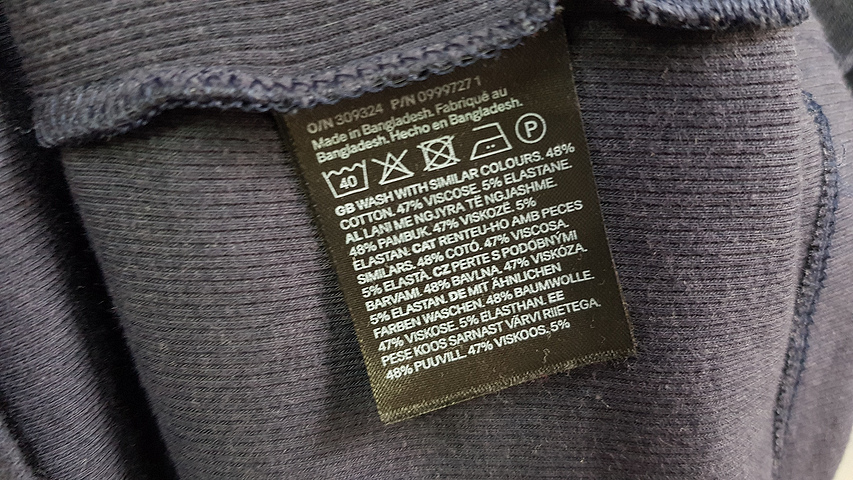 O/N 309324 P/N 0999727 1
Made in Bangladesh. Fabriqué au
Bangladesh. Hecho en Bangladesh.
40 P
GB WASH WITH SIMILAR COLOURS. 48%
COTTON. 47% VISCOSE. 5% ELASTANE.
AL LANI ME NGJYRA TË NGJASHME.
48% PAMBUK. 47% VISKOZË. 5%
ELASTAN. CAT RENTEU-HO AMB PECES
SIMILARS. 48% COTÓ. 47% VISCOSA.
5% ELASTÀ. CZ PERTE S PODOBNÝMI
BARVAMI. 48% BAVLNA. 47% VISKÓZA.
5% ELASTAN. DE MIT ÄHNLICHEN
FARBEN WASCHEN. 48% BAUMWOLLE.
47% VISKOSE. 5% ELASTHAN. EE
PESE KOOS SARNAST VÄRVI RIIETEGA.
48% PUUVILL. 47% VISKOOS. 5%